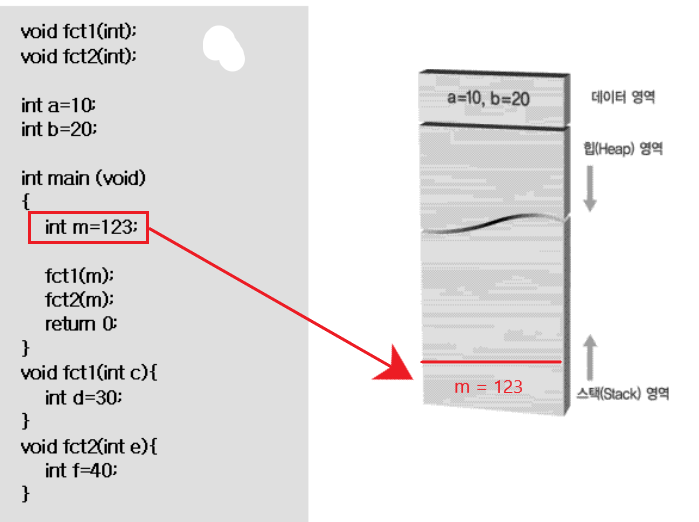 void fct1(int);
void fct2(int);
int a=10;
int b=20;
int main (void)
{
int m=123;
fct1(m);
fct2(m);
return 0;
}
void fct1(int c){
int d=30;
}
void fct2(int e){
int f=40;
}
a=10, b=20
데이터 영역
힙(Heap) 영역
m = 123
스택(Stack) 영역